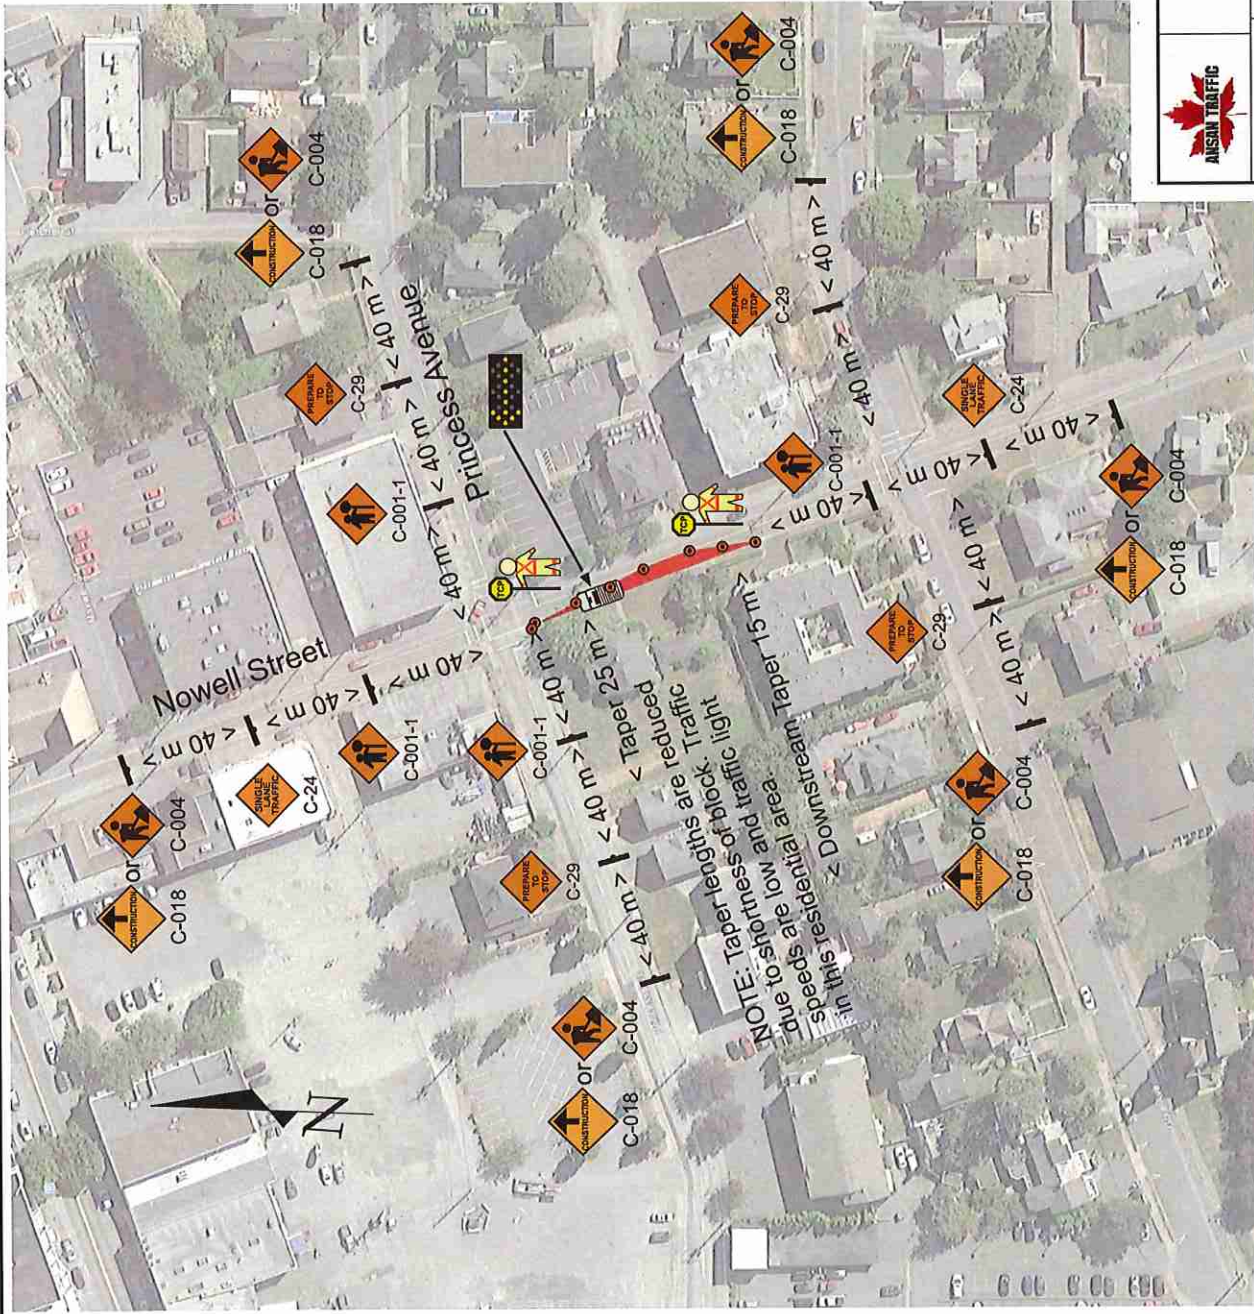 ANSAN TRAFFIC
CONSTRUCTION
or
C-018
C-004
CONSTRUCTION
or
C-018
C-004
PREPARE
TO
STOP
C-29
< 40 m >
< 40 m >
C-001-1
< 40 m >
Princess Avenue
Nowell Street
< 40 m >
< 40 m >
< 40 m >
CONSTRUCTION
or
C-018
C-004
SINGLE
LANE
TRAFFIC
C-24
C-001-1
C-001-1
TCP
TCP
PREPARE
TO
STOP
C-29
< 40 m >
< 40 m >
C-001-1
PREPARE
TO
STOP
C-29
< 40 m >
< 40 m >
< 40 m >
CONSTRUCTION
or
C-018
C-004
< Taper 25 m >
< Taper
NOTE: Taper lengths are reduced
due to shortness of block. Traffic
speeds are low and traffic light
in this residential area.
< Downstream Taper 15 m >
< 40 m >
< 40 m >
< 40 m >
SINGLE
LANE
TRAFFIC
C-24
CONSTRUCTION
or
C-018
C-004
PREPARE
TO
STOP
C-29
< 40 m >
< 40 m >
CONSTRUCTION
or
C-018
C-004
N